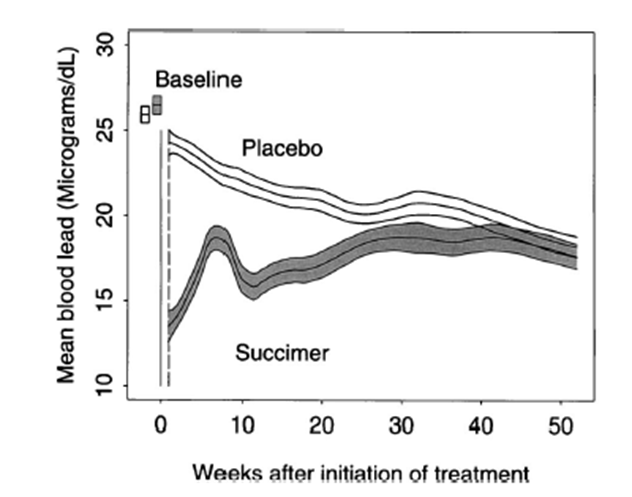 Mean blood lead (Micrograms/dL)
30
25
20
15
10
Baseline
Placebo
Succimer
0 10 20 30 40 50
Weeks after initiation of treatment